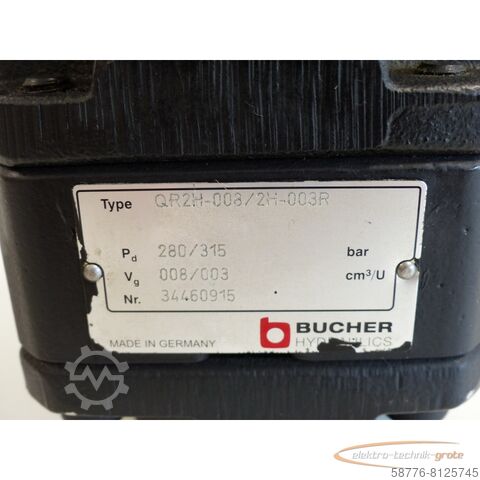 Type QR2H-008/2H-003R
Pd 280/315 bar
Vg 008/003 cm³/U
Nr. 34460915
BUCHER
MADE IN GERMANY HYDRAULICS
elektro-technik-grote
58776-8125745